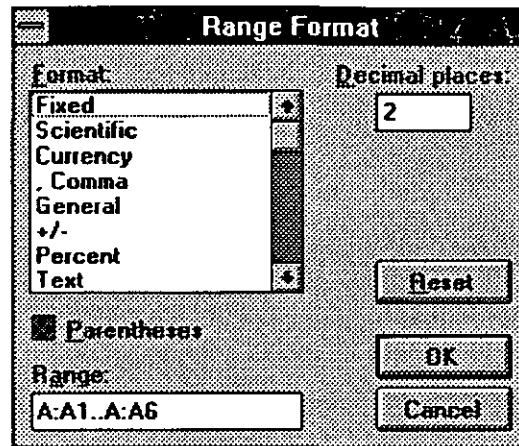 Range Format
Format:
Decimal places:
Fixed
2
Scientific
Currency
, Comma
General
+/-
Percent
Text
Reset
Parentheses
OK
Range:
A:A1..A:A6
Cancel